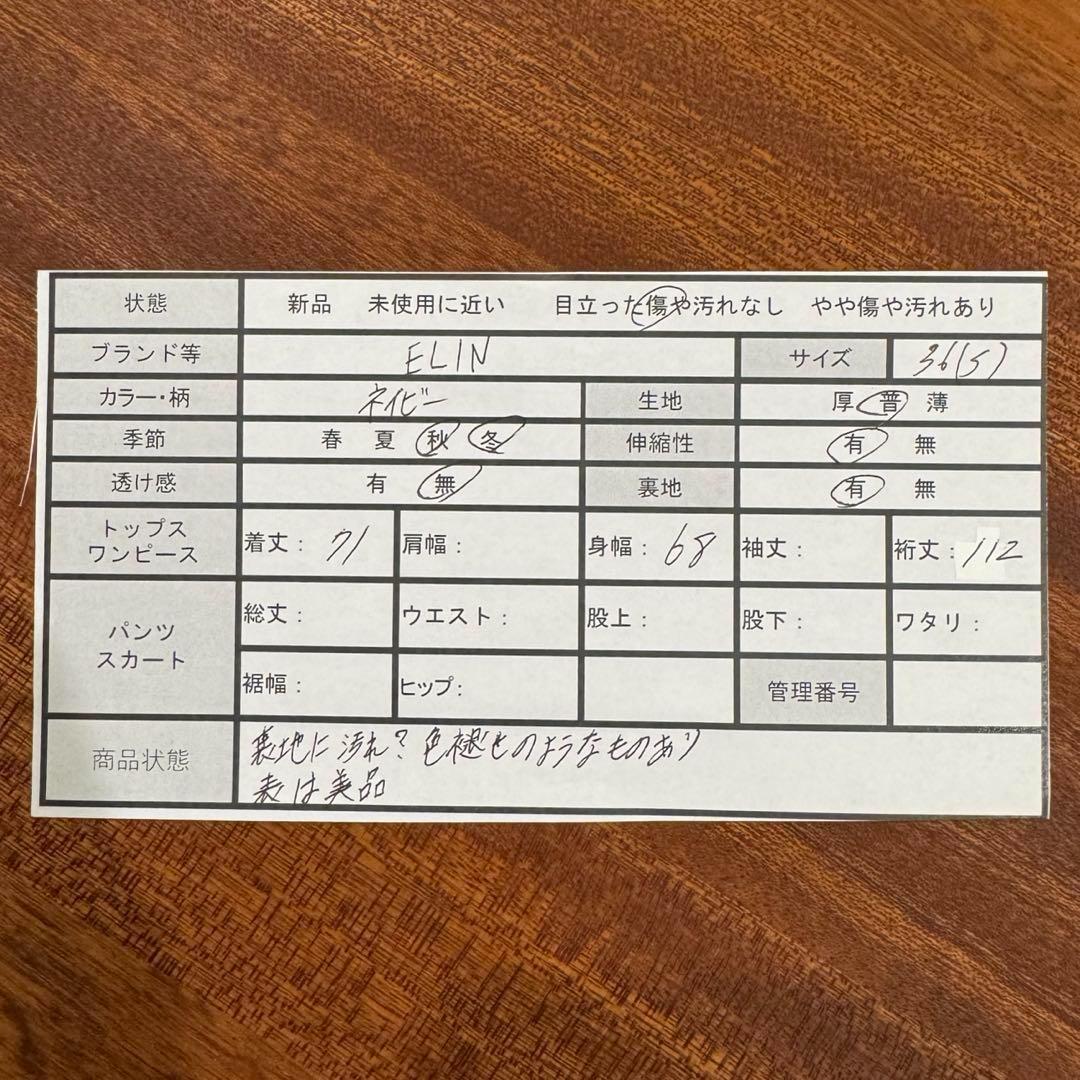 状態 新品 未使用に近い 目立った傷や汚れなし やや傷や汚れあり
ブランド等 ELIN サイズ 36(S)
カラー・柄 ネイビー 生地 厚 普 薄
季節 春 夏 秋 冬 伸縮性 有 無
透け感 有 無 裏地 有 無
トップス
ワンピース
着丈: 71 肩幅: 身幅: 68 袖丈: 裄丈: 112
パンツ
スカート
総丈: ウエスト: 股上: 股下: ワタリ:
裾幅: ヒップ: 管理番号
商品状態
裏地に汚れ?色褪せのようなものあり
表は美品